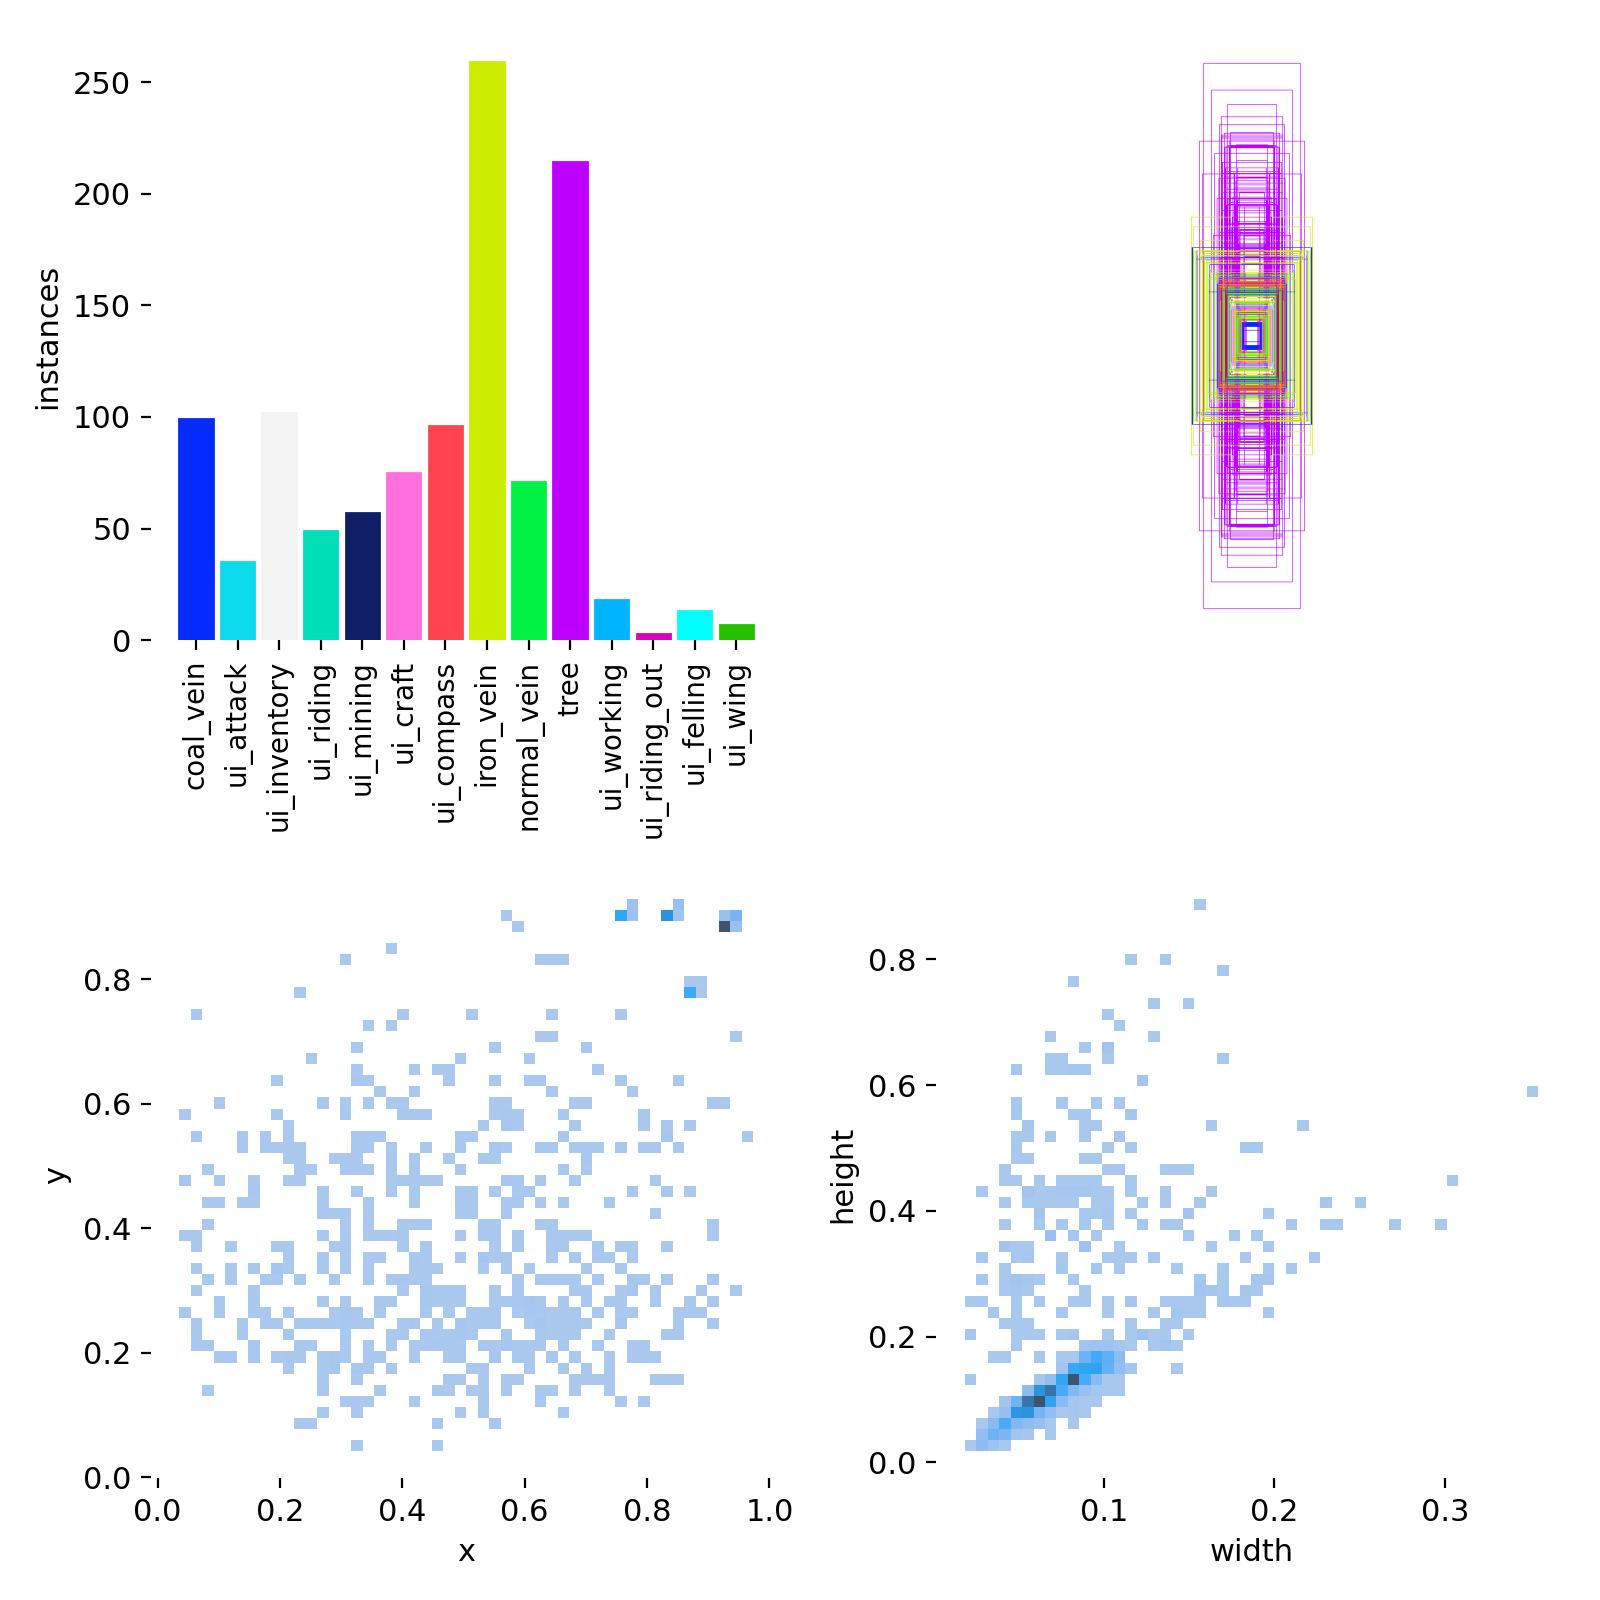 250
200
150
100
50
0
instances
coal_vein
ui_attack
ui_inventory
ui_riding
ui_mining
ui_craft
ui_compass
iron_vein
normal_vein
tree
ui_working
ui_riding_out
ui_felling
ui_wing
0.8
0.6
0.4
0.2
0.0
y
0.0 0.2 0.4 0.6 0.8 1.0
x
0.8
0.6
0.4
0.2
0.0
height
0.1 0.2 0.3
width